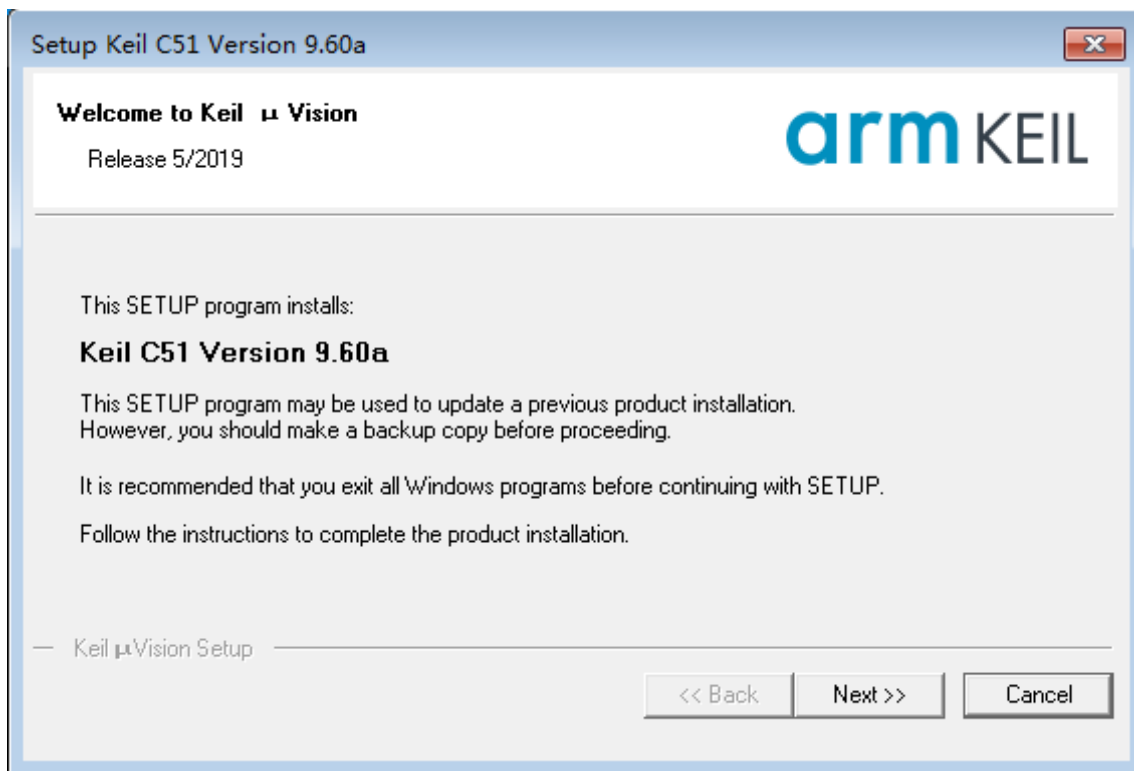 Setup Keil C51 Version 9.60a
Welcome to Keil μ Vision
Release 5/2019
arm KEIL
This SETUP program installs:
Keil C51 Version 9.60a
This SETUP program may be used to update a previous product installation.
However, you should make a backup copy before proceeding.
It is recommended that you exit all Windows programs before continuing with SETUP.
Follow the instructions to complete the product installation.
Keil μVision Setup
<< Back Next >> Cancel